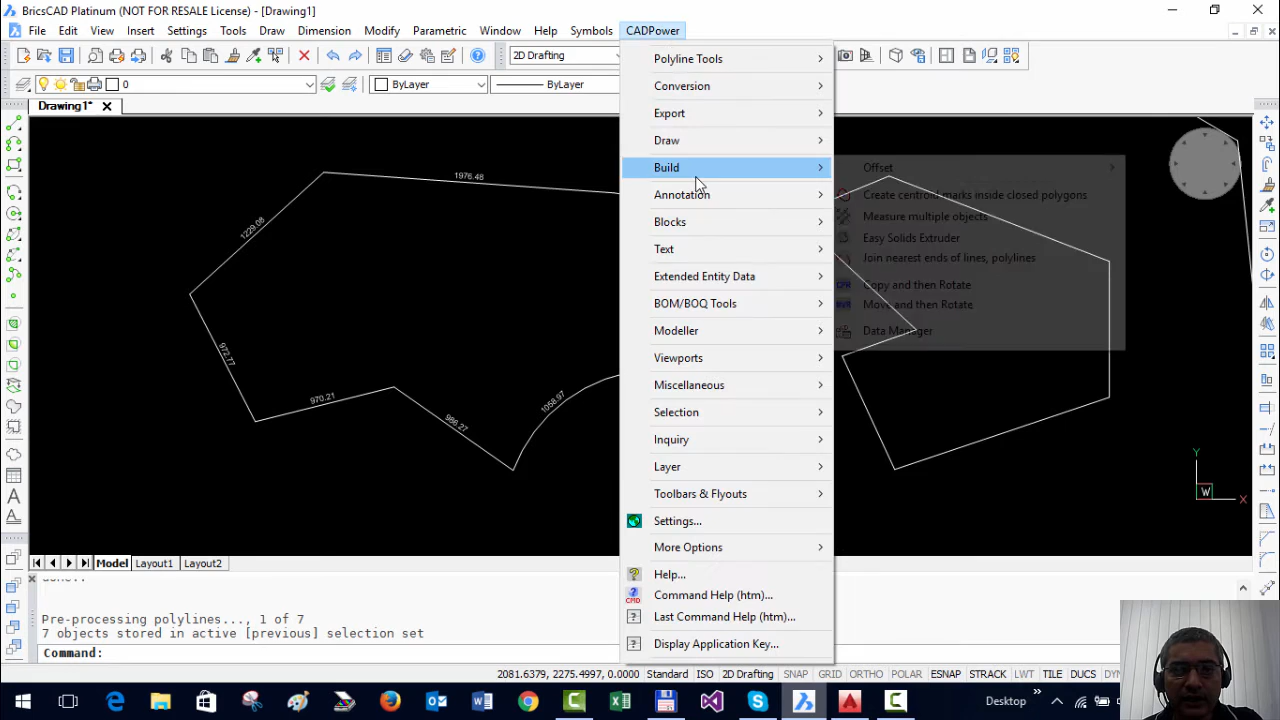 BricsCAD Platinum (NOT FOR RESALE License) - [Drawing1]
File Edit View Insert Settings Tools Draw Dimension Modify Parametric Window Help Symbols CADPower
2D Drafting
0 ByLayer ByLayer
Drawing1*
Polyline Tools
Conversion
Export
Draw
Build
Annotation
Blocks
Text
Extended Entity Data
BOM/BOQ Tools
Modeller
Viewports
Miscellaneous
Selection
Inquiry
Layer
Toolbars & Flyouts
Settings...
More Options
Help...
CMD Command Help (htm)...
Last Command Help (htm)...
Display Application Key...
Offset
Create centroid marks inside closed polygons
Measure multiple objects
Easy Solids Extruder
Join nearest ends of lines, polylines
CPR Copy and then Rotate
MVR Move and then Rotate
Data Manager
1976.48
1229.08
972.77
970.21
986.27
1058.97
Y
W X
Model Layout1 Layout2
done..
Pre-processing polylines..., 1 of 7
7 objects stored in active [previous] selection set
Command:
2081.6379, 2275.4997, 0.0000 Standard ISO 2D Drafting SNAP GRID ORTHO POLAR ESNAP STRACK LWT TILE DUCS
Desktop